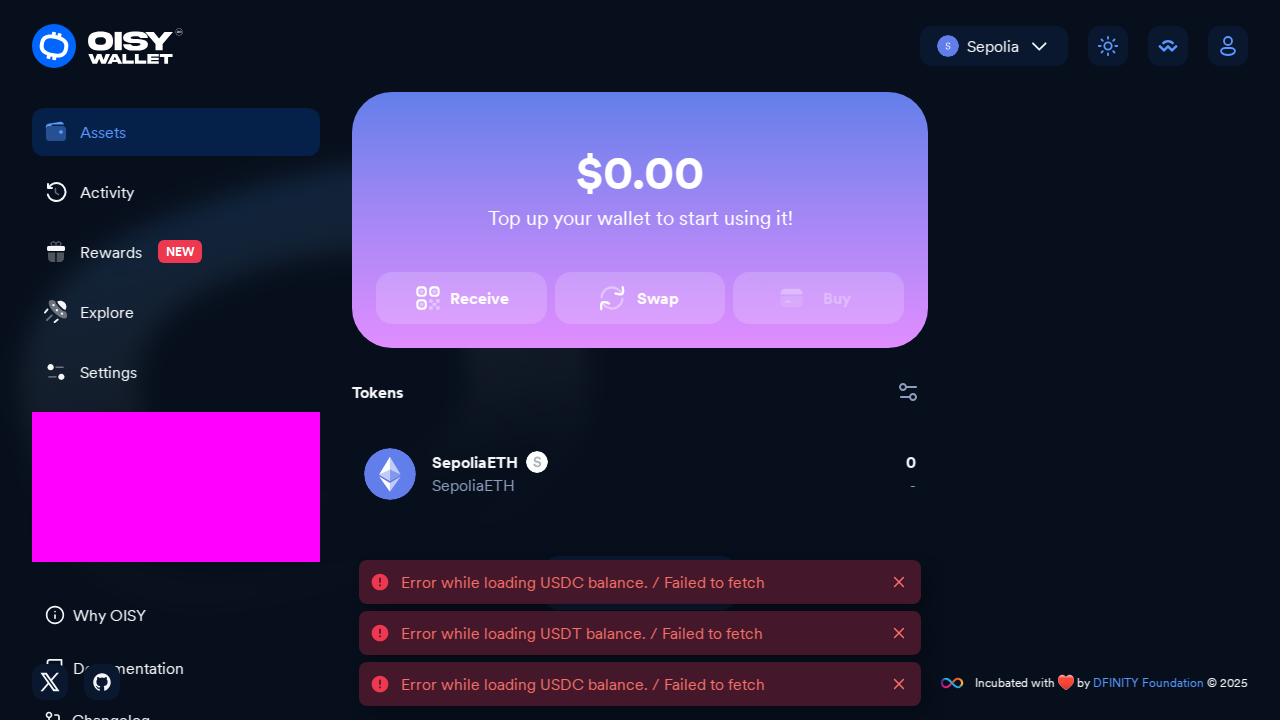 OISY
WALLET
Sepolia
Assets
Activity
Rewards NEW
Explore
Settings
$0.00
Top up your wallet to start using it!
Receive
Swap
Buy
Tokens
SepoliaETH S
SepoliaETH
0
-
Error while loading USDC balance. / Failed to fetch
Error while loading USDT balance. / Failed to fetch
Error while loading USDC balance. / Failed to fetch
Why OISY
Documentation
Changelog
Incubated with ❤️ by DFINITY Foundation © 2025